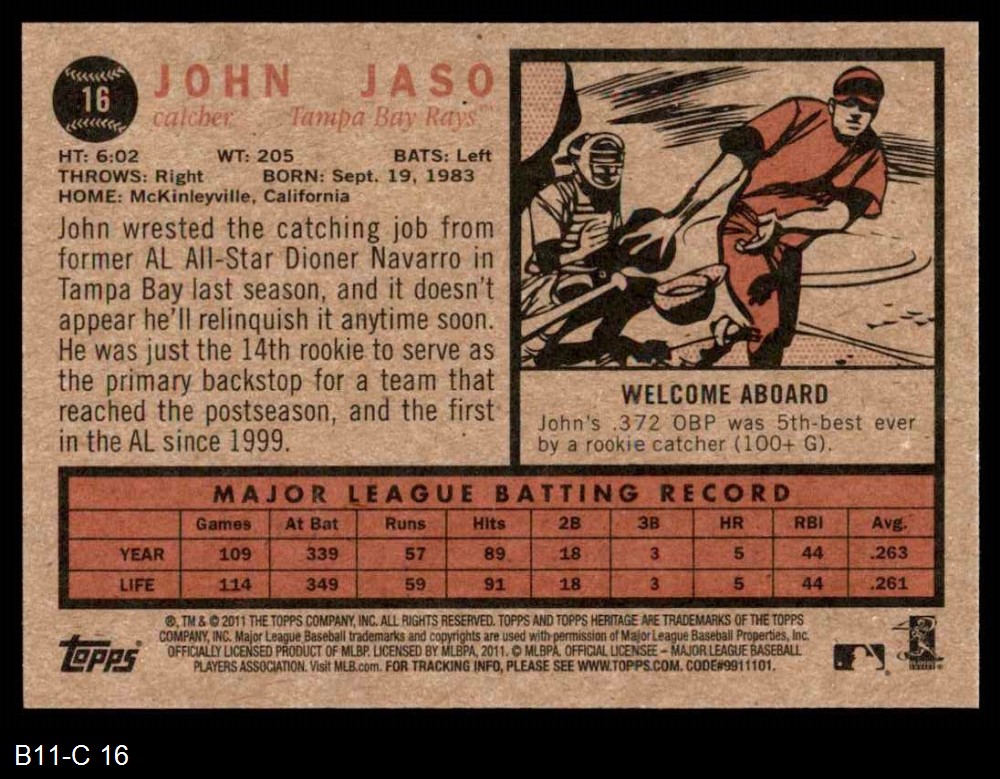 16
JOHN JASO
catcher Tampa Bay Rays™
HT: 6:02 WT: 205 BATS: Left
THROWS: Right BORN: Sept. 19, 1983
HOME: McKinleyville, California
John wrested the catching job from
former AL All-Star Dioner Navarro in
Tampa Bay last season, and it doesn't
appear he'll relinquish it anytime soon.
He was just the 14th rookie to serve as
the primary backstop for a team that
reached the postseason, and the first
in the AL since 1999.
WELCOME ABOARD
John's .372 OBP was 5th-best ever
by a rookie catcher (100+ G).
MAJOR LEAGUE BATTING RECORD
Games At Bat Runs Hits 2B 3B HR RBI Avg.
YEAR 109 339 57 89 18 3 5 44 .263
LIFE 114 349 59 91 18 3 5 44 .261
®, TM & © 2011 THE TOPPS COMPANY, INC. ALL RIGHTS RESERVED. TOPPS AND TOPPS HERITAGE ARE TRADEMARKS OF THE TOPPS
COMPANY, INC. Major League Baseball trademarks and copyrights are used with permission of Major League Baseball Properties, Inc.
OFFICIALLY LICENSED PRODUCT OF MLBP. LICENSED BY MLBPA, 2011. © MLBPA. OFFICIAL LICENSEE – MAJOR LEAGUE BASEBALL
PLAYERS ASSOCIATION. Visit MLB.com. FOR TRACKING INFO, PLEASE SEE WWW.TOPPS.COM. CODE#9911101.
topps
B11-C 16